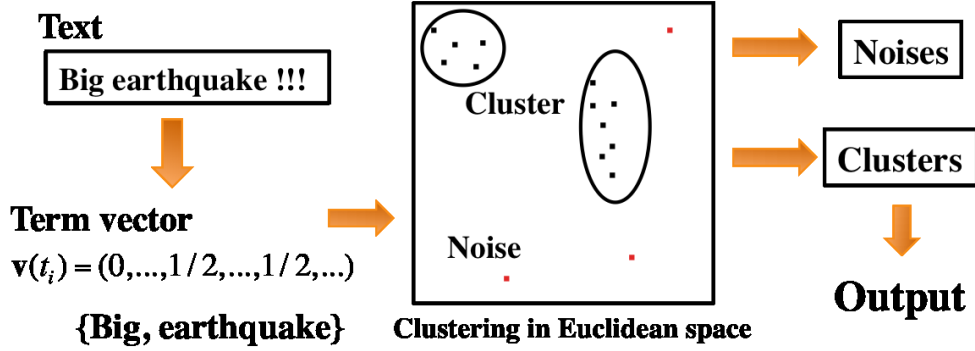 Text
Big earthquake !!!
Term vector
v(tᵢ) = (0,...,1/2,...,1/2,...)
{Big, earthquake}
Cluster
Noise
Clustering in Euclidean space
Noises
Clusters
Output